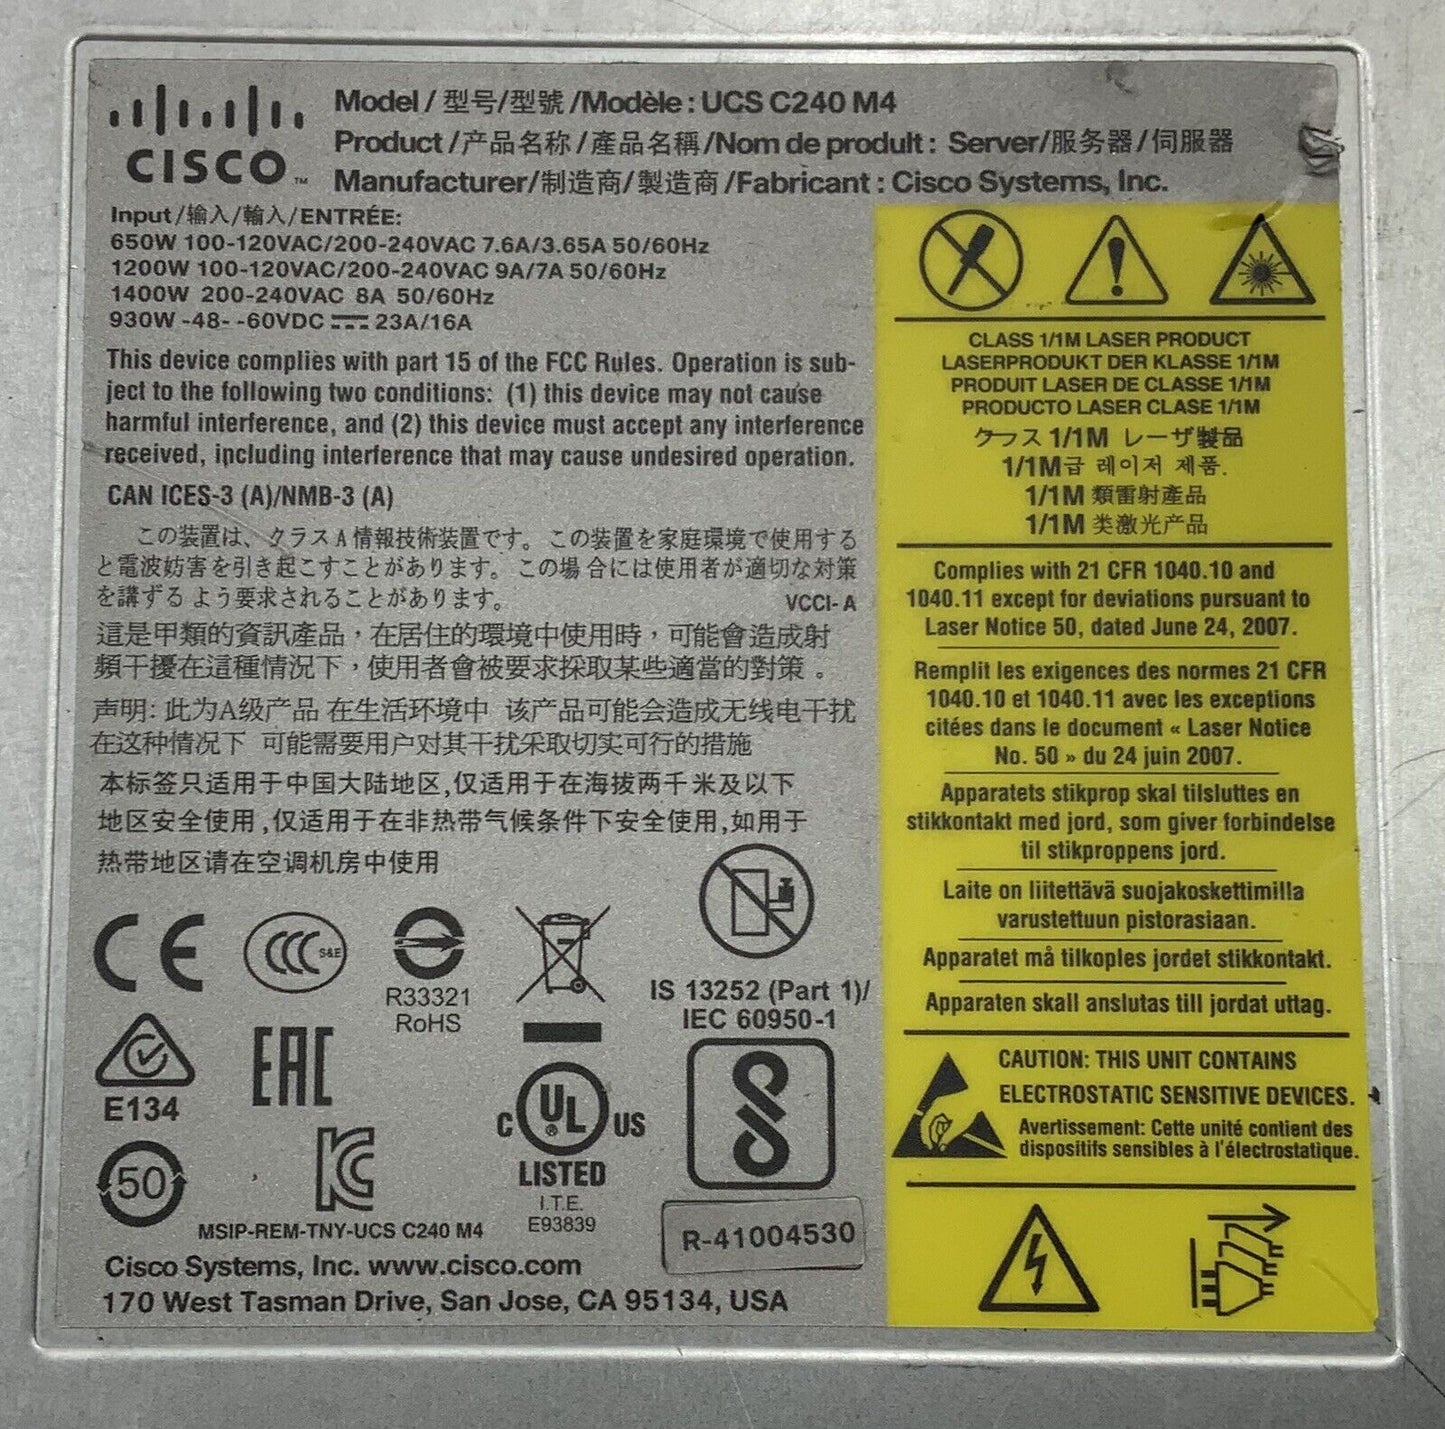 CISCO ™
Model / 型号/型號 /Modèle : UCS C240 M4
Product /产品名称 /產品名稱 /Nom de prodult : Server/服务器 /伺服器
Manufacturer/制造商/製造商 /Fabricant : Cisco Systems, Inc.
Input /输入/輸入/ENTRÉE:
650W 100-120VAC/200-240VAC 7.6A/3.65A 50/60Hz
1200W 100-120VAC/200-240VAC 9A/7A 50/60Hz
1400W 200-240VAC 8A 50/60Hz
930W -48- -60VDC 23A/16A
This device complies with part 15 of the FCC Rules. Operation is sub-
ject to the following two conditions: (1) this device may not cause
harmful interference, and (2) this device must accept any interference
received, including interference that may cause undesired operation.
CAN ICES-3 (A)/NMB-3 (A)
この装置は、クラス A 情報技術装置です。この装置を家庭環境で使用する
と電波妨害を引き起こすことがあります。この場合には使用者が適切な対策
を講ずるよう要求されることがあります。 VCCI- A
這是甲類的資訊產品，在居住的環境中使用時，可能會造成射
頻干擾在這種情況下，使用者會被要求採取某些適當的對策。
声明: 此为A级产品 在生活环境中 该产品可能会造成无线电干扰
在这种情况下 可能需要用户对其干扰采取切实可行的措施
本标签只适用于中国大陆地区,仅适用于在海拔两千米及以下
地区安全使用,仅适用于在非热带气候条件下安全使用,如用于
热带地区请在空调机房中使用
CE
CCC S&E
R33321
RoHS
IS 13252 (Part 1)/
IEC 60950-1
E134
EAC
C UL ® US
LISTED
I.T.E.
E93839
50
KC
MSIP-REM-TNY-UCS C240 M4
R-41004530
Cisco Systems, Inc. www.cisco.com
170 West Tasman Drive, San Jose, CA 95134, USA
CLASS 1/1M LASER PRODUCT
LASERPRODUKT DER KLASSE 1/1M
PRODUIT LASER DE CLASSE 1/1M
PRODUCTO LASER CLASE 1/1M
クラス 1/1M レーザ製品
1/1M급 레이저 제품.
1/1M 類雷射產品
1/1M 类激光产品
Complies with 21 CFR 1040.10 and
1040.11 except for deviations pursuant to
Laser Notice 50, dated June 24, 2007.
Remplit les exigences des normes 21 CFR
1040.10 et 1040.11 avec les exceptions
citées dans le document « Laser Notice
No. 50 » du 24 juin 2007.
Apparatets stikprop skal tilsluttes en
stikkontakt med jord, som giver forbindelse
til stikproppens jord.
Laite on liitettävä suojakoskettimilla
varustettuun pistorasiaan.
Apparatet må tilkoples jordet stikkontakt.
Apparaten skall anslutas till jordat uttag.
CAUTION: THIS UNIT CONTAINS
ELECTROSTATIC SENSITIVE DEVICES.
Avertissement: Cette unité contient des
dispositifs sensibles à l'électrostatique.